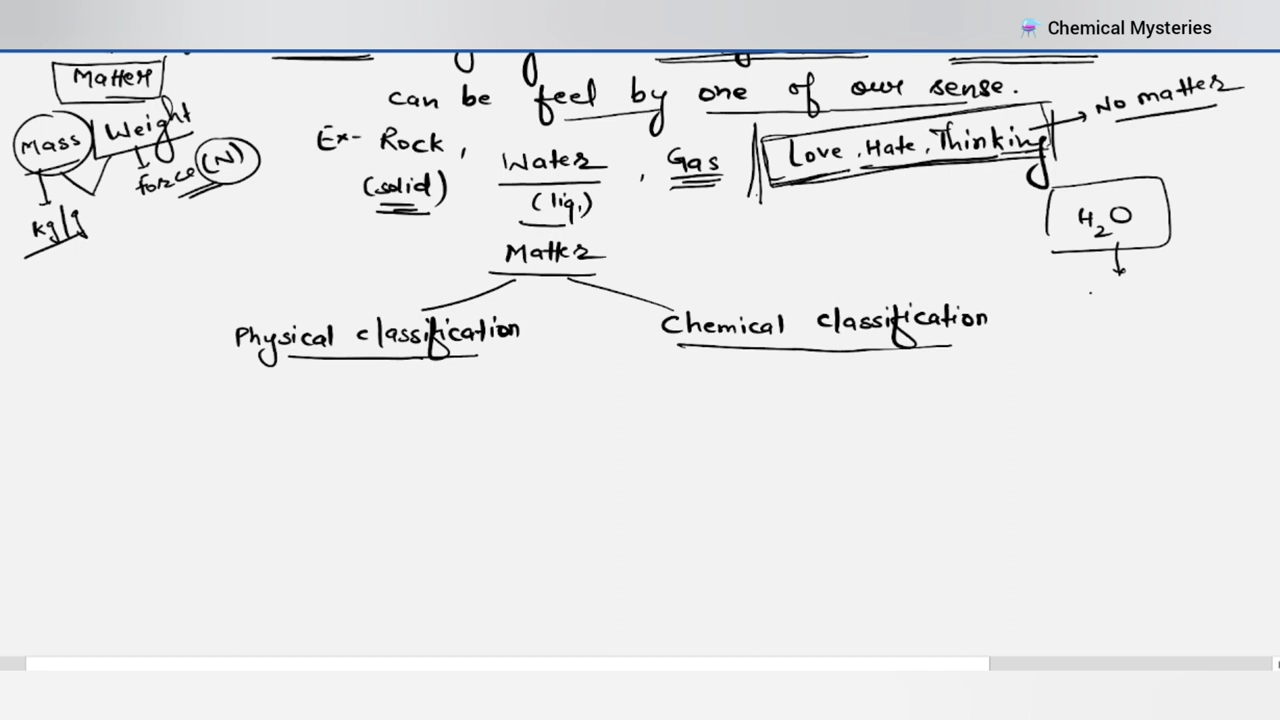 Chemical Mysteries
Matter
can be feel by one of our sense.
Mass Weight
force (N)
kg/g
Ex- Rock, Water, Gas
(solid) (liq.)
Love, Hate, Thinking → No matter
H₂O
Matter
Physical classification Chemical classification